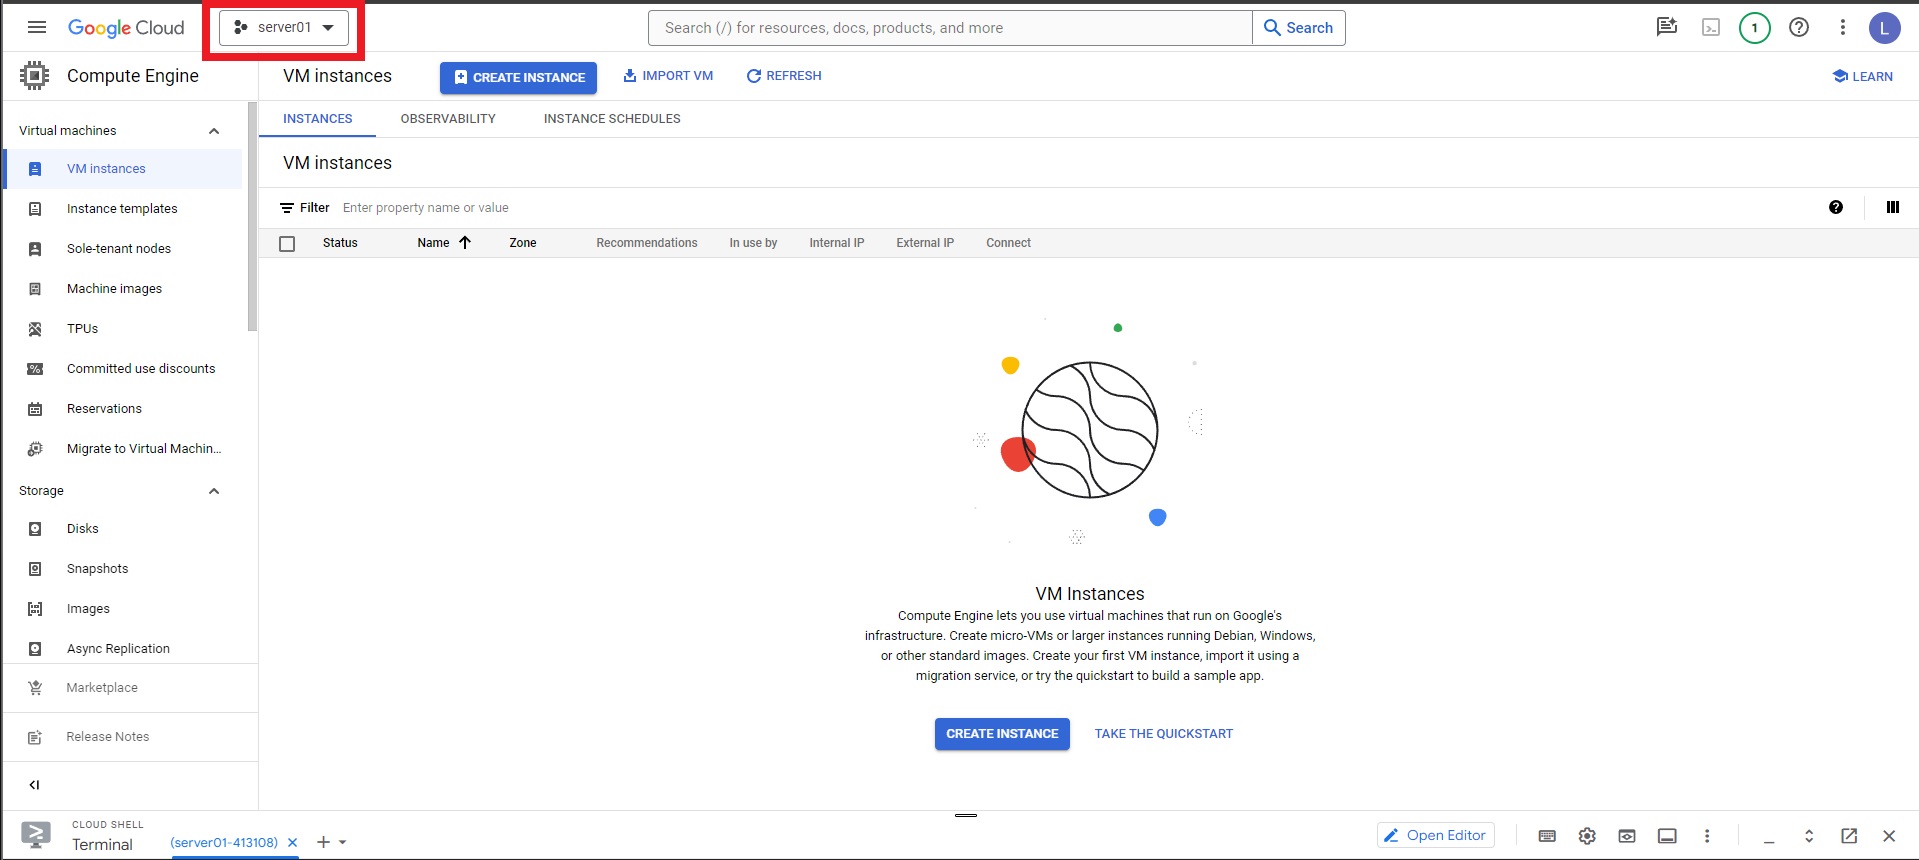 Google Cloud
server01
Search (/) for resources, docs, products, and more
Search
1
L
Compute Engine
VM instances
CREATE INSTANCE
IMPORT VM
REFRESH
LEARN
Virtual machines
VM instances
Instance templates
Sole-tenant nodes
Machine images
TPUs
Committed use discounts
Reservations
Migrate to Virtual Machin...
Storage
Disks
Snapshots
Images
Async Replication
Marketplace
Release Notes
INSTANCES
OBSERVABILITY
INSTANCE SCHEDULES
VM instances
Filter
Enter property name or value
Status
Name
Zone
Recommendations
In use by
Internal IP
External IP
Connect
VM Instances
Compute Engine lets you use virtual machines that run on Google's
infrastructure. Create micro-VMs or larger instances running Debian, Windows,
or other standard images. Create your first VM instance, import it using a
migration service, or try the quickstart to build a sample app.
CREATE INSTANCE
TAKE THE QUICKSTART
CLOUD SHELL
Terminal
(server01-413108)
Open Editor